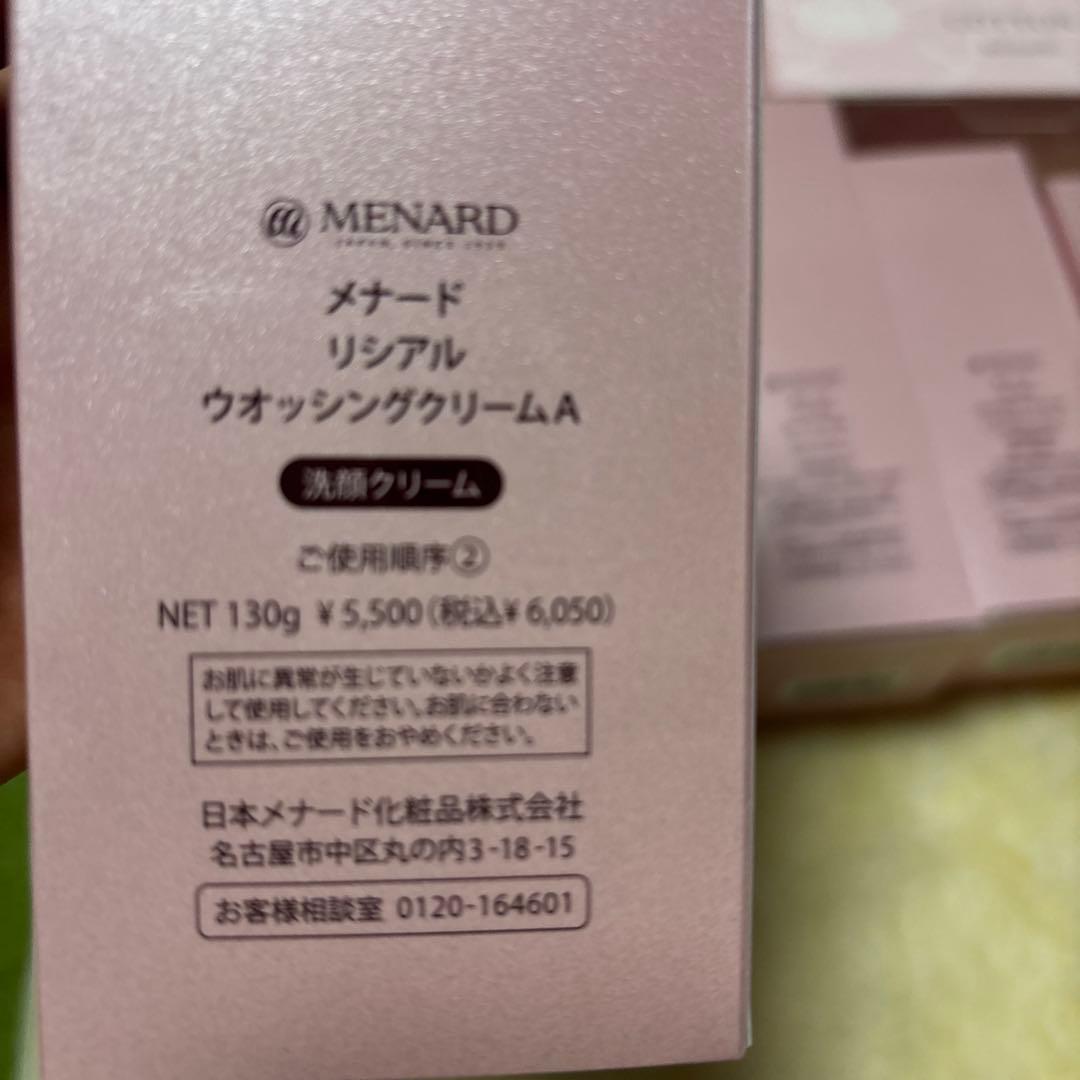 MENARD
JAPAN, SINCE 1959
メナード
リシアル
ウオッシングクリームA
洗顔クリーム
ご使用順序②
NET 130g ￥5,500(税込￥6,050)
お肌に異常が生じていないかよく注意
して使用してください。お肌に合わない
ときは、ご使用をおやめください。
日本メナード化粧品株式会社
名古屋市中区丸の内3-18-15
お客様相談室 0120-164601